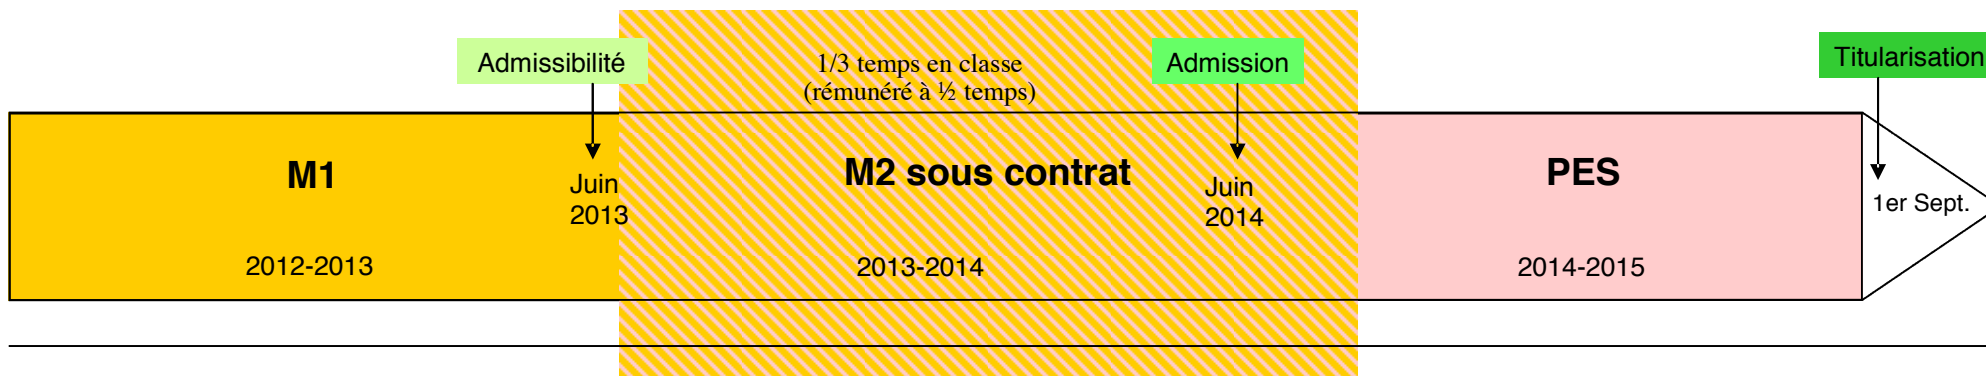 Admissibilité
1/3 temps en classe
(rémunéré à ½ temps)
Admission
Titularisation
M1
Juin
2013
M2 sous contrat
Juin
2014
PES
1er Sept.
2012-2013
2013-2014
2014-2015